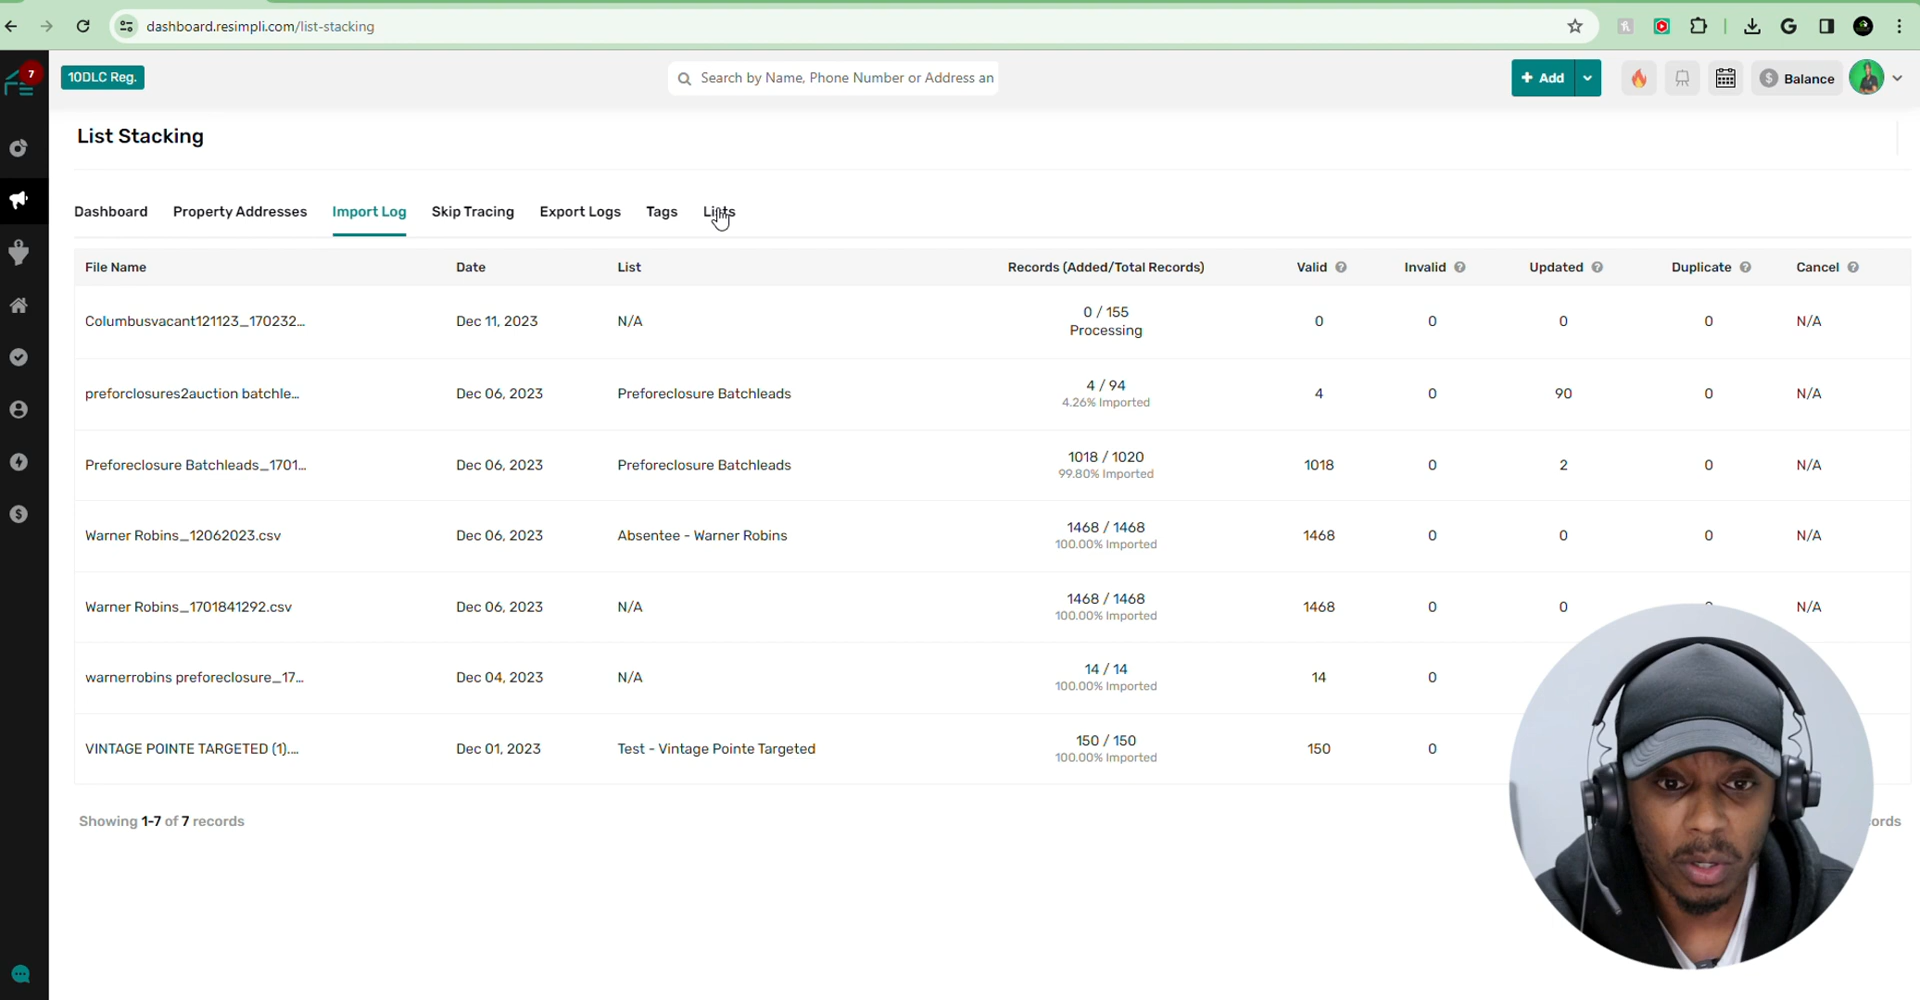 dashboard.resimpli.com/list-stacking
7
10DLC Reg.
Search by Name, Phone Number or Address an
+ Add
Balance
List Stacking
Dashboard Property Addresses Import Log Skip Tracing Export Logs Tags Lists
File Name Date List Records (Added/Total Records) Valid Invalid Updated Duplicate Cancel
Columbusvacant121123_170232... Dec 11, 2023 N/A 0 / 155 0 0 0 0 N/A
Processing
preforclosures2auction batchle... Dec 06, 2023 Preforeclosure Batchleads 4 / 94 4 0 90 0 N/A
4.26% Imported
Preforeclosure Batchleads_1701... Dec 06, 2023 Preforeclosure Batchleads 1018 / 1020 1018 0 2 0 N/A
99.80% Imported
Warner Robins_12062023.csv Dec 06, 2023 Absentee - Warner Robins 1468 / 1468 1468 0 0 0 N/A
100.00% Imported
Warner Robins_1701841292.csv Dec 06, 2023 N/A 1468 / 1468 1468 0 0 N/A
100.00% Imported
warnerrobins preforeclosure_17... Dec 04, 2023 N/A 14 / 14 14 0
100.00% Imported
VINTAGE POINTE TARGETED (1).... Dec 01, 2023 Test - Vintage Pointe Targeted 150 / 150 150 0
100.00% Imported
Showing 1-7 of 7 records